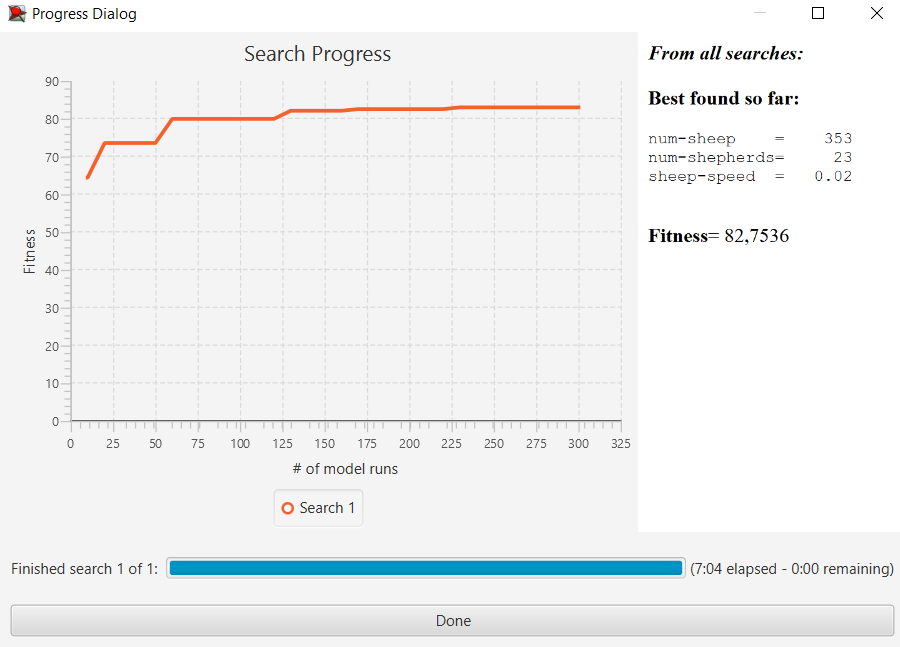 Progress Dialog
Search Progress
90
80
70
60
50
40
30
20
10
0
Fitness
0 25 50 75 100 125 150 175 200 225 250 275 300 325
# of model runs
Search 1
From all searches:
Best found so far:
num-sheep = 353
num-shepherds= 23
sheep-speed = 0.02
Fitness= 82,7536
Finished search 1 of 1: (7:04 elapsed - 0:00 remaining)
Done